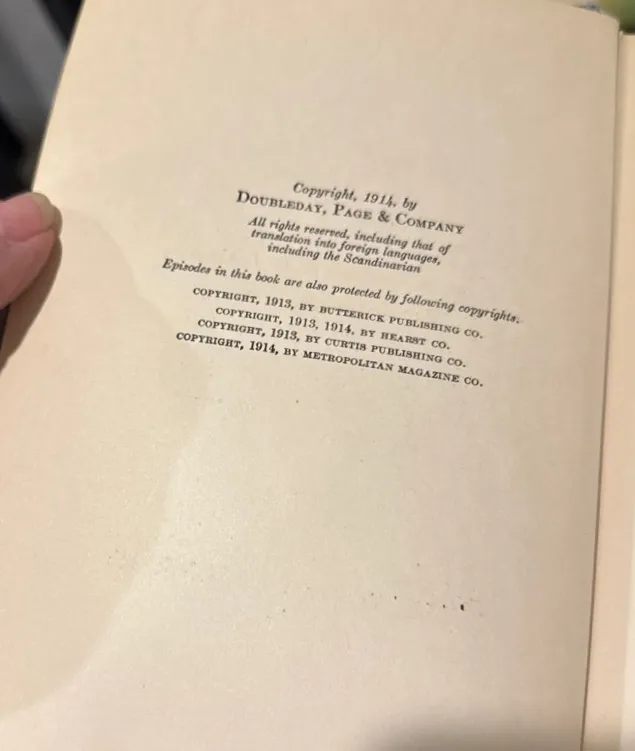 Copyright, 1914, by
DOUBLEDAY, PAGE & COMPANY
All rights reserved, including that of
translation into foreign languages,
including the Scandinavian
Episodes in this book are also protected by following copyrights.
COPYRIGHT, 1913, BY BUTTERICK PUBLISHING CO.
COPYRIGHT, 1913, 1914, BY HEARST CO.
COPYRIGHT, 1913, BY CURTIS PUBLISHING CO.
COPYRIGHT, 1914, BY METROPOLITAN MAGAZINE CO.